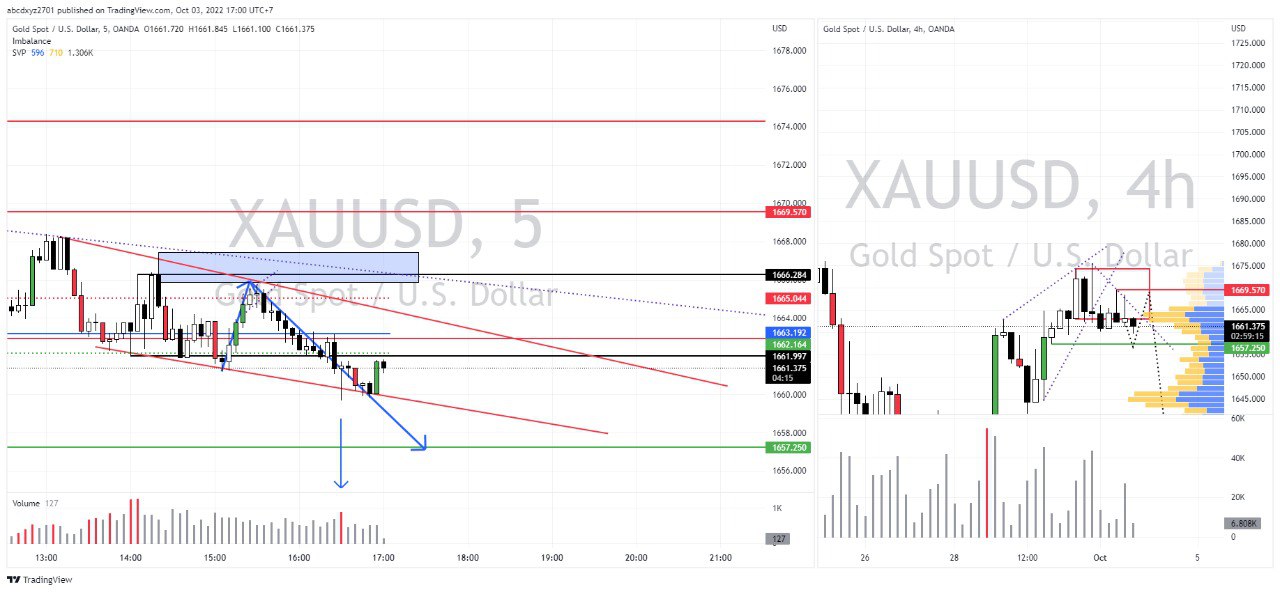 abcdxyz2701 published on TradingView.com, Oct 03, 2022 17:00 UTC+7
Gold Spot / U.S. Dollar, 5, OANDA O1661.720 H1661.845 L1661.100 C1661.375
Imbalance
SVP 596 710 1.306K
USD
1678.000
1676.000
1674.000
1672.000
1670.000
1669.570
1668.000
1666.284
1665.044
1664.000
1663.192
1662.164
1661.997
1661.375
04:15
1660.000
1658.000
1657.250
1656.000
XAUUSD, 5
Gold Spot / U.S. Dollar
Volume 127
1K
127
0
13:00 14:00 15:00 16:00 17:00 18:00 19:00 20:00 21:00
Gold Spot / U.S. Dollar, 4h, OANDA
USD
1725.000
1720.000
1715.000
1710.000
1705.000
1700.000
1695.000
1690.000
1685.000
1680.000
1675.000
1669.570
1665.000
1661.375
02:59:15
1657.250
1650.000
1645.000
XAUUSD, 4h
Gold Spot / U.S. Dollar
60K
40K
20K
6.808K
0
26 28 12:00 Oct 5
TradingView